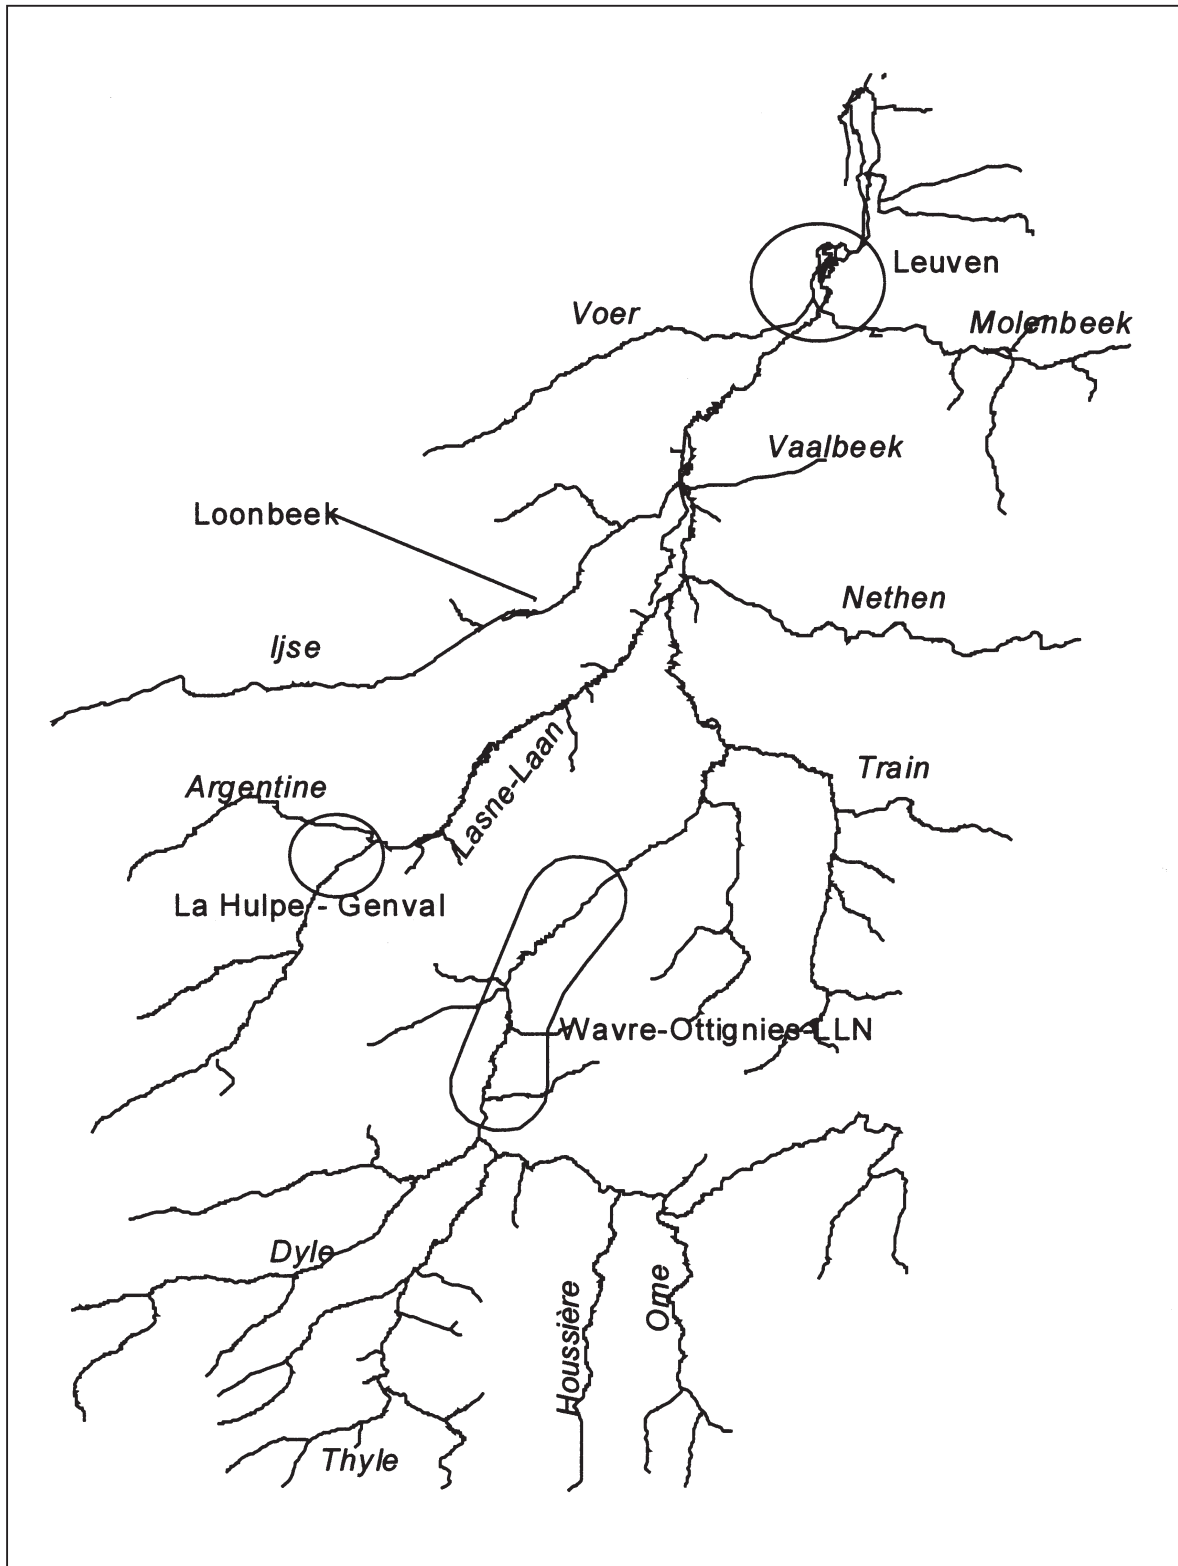 Leuven
Voer
Molenbeek
Vaalbeek
Loonbeek
Nethen
Ijse
Lasne-Laan
Train
Argentine
La Hulpe - Genval
Wavre-Ottignies-LLN
Dyle
Houssière
Ome
Thyle